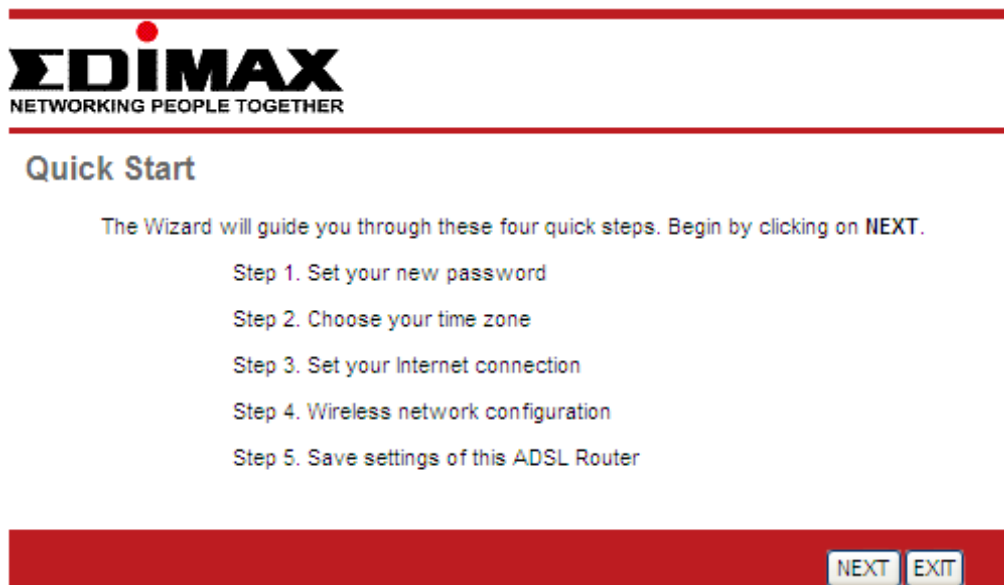 EDIMAX
NETWORKING PEOPLE TOGETHER
Quick Start
The Wizard will guide you through these four quick steps. Begin by clicking on NEXT.
Step 1. Set your new password
Step 2. Choose your time zone
Step 3. Set your Internet connection
Step 4. Wireless network configuration
Step 5. Save settings of this ADSL Router
NEXT EXIT